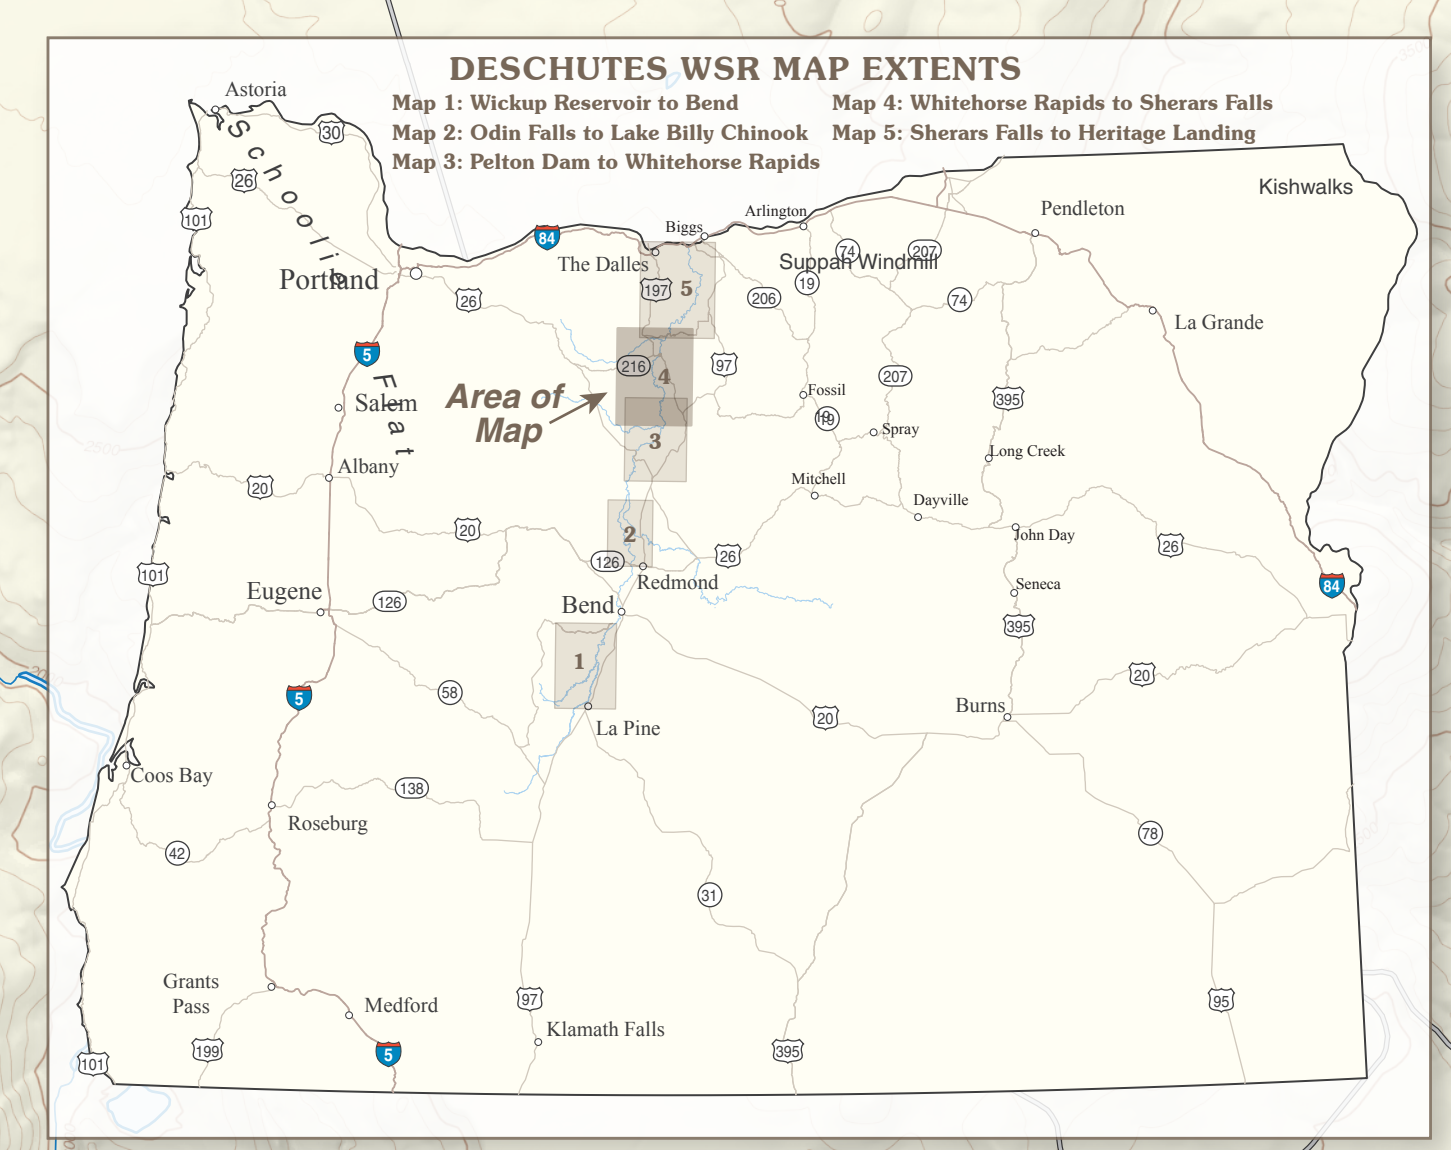 DESCHUTES WSR MAP EXTENTS
Map 1: Wickup Reservoir to Bend
Map 2: Odin Falls to Lake Billy Chinook
Map 3: Pelton Dam to Whitehorse Rapids
Map 4: Whitehorse Rapids to Sherars Falls
Map 5: Sherars Falls to Heritage Landing
Astoria
30
Schoolie
26
101
Kishwalks
Pendleton
Arlington
Biggs
84
The Dalles
74
207
Suppah Windmill
Portland
26
197
5
206
19
74
La Grande
5
216
4
97
207
Flat
Area of
Map
Fossil
395
Salem
19
Spray
3
Long Creek
Albany
20
Mitchell
Dayville
20
2
John Day
26
126
26
101
Redmond
Seneca
84
Eugene
126
Bend
395
1
5
58
20
La Pine
20
Burns
Coos Bay
138
Roseburg
78
42
31
Grants
Pass
Medford
97
95
Klamath Falls
199
5
395
101
2500
3500